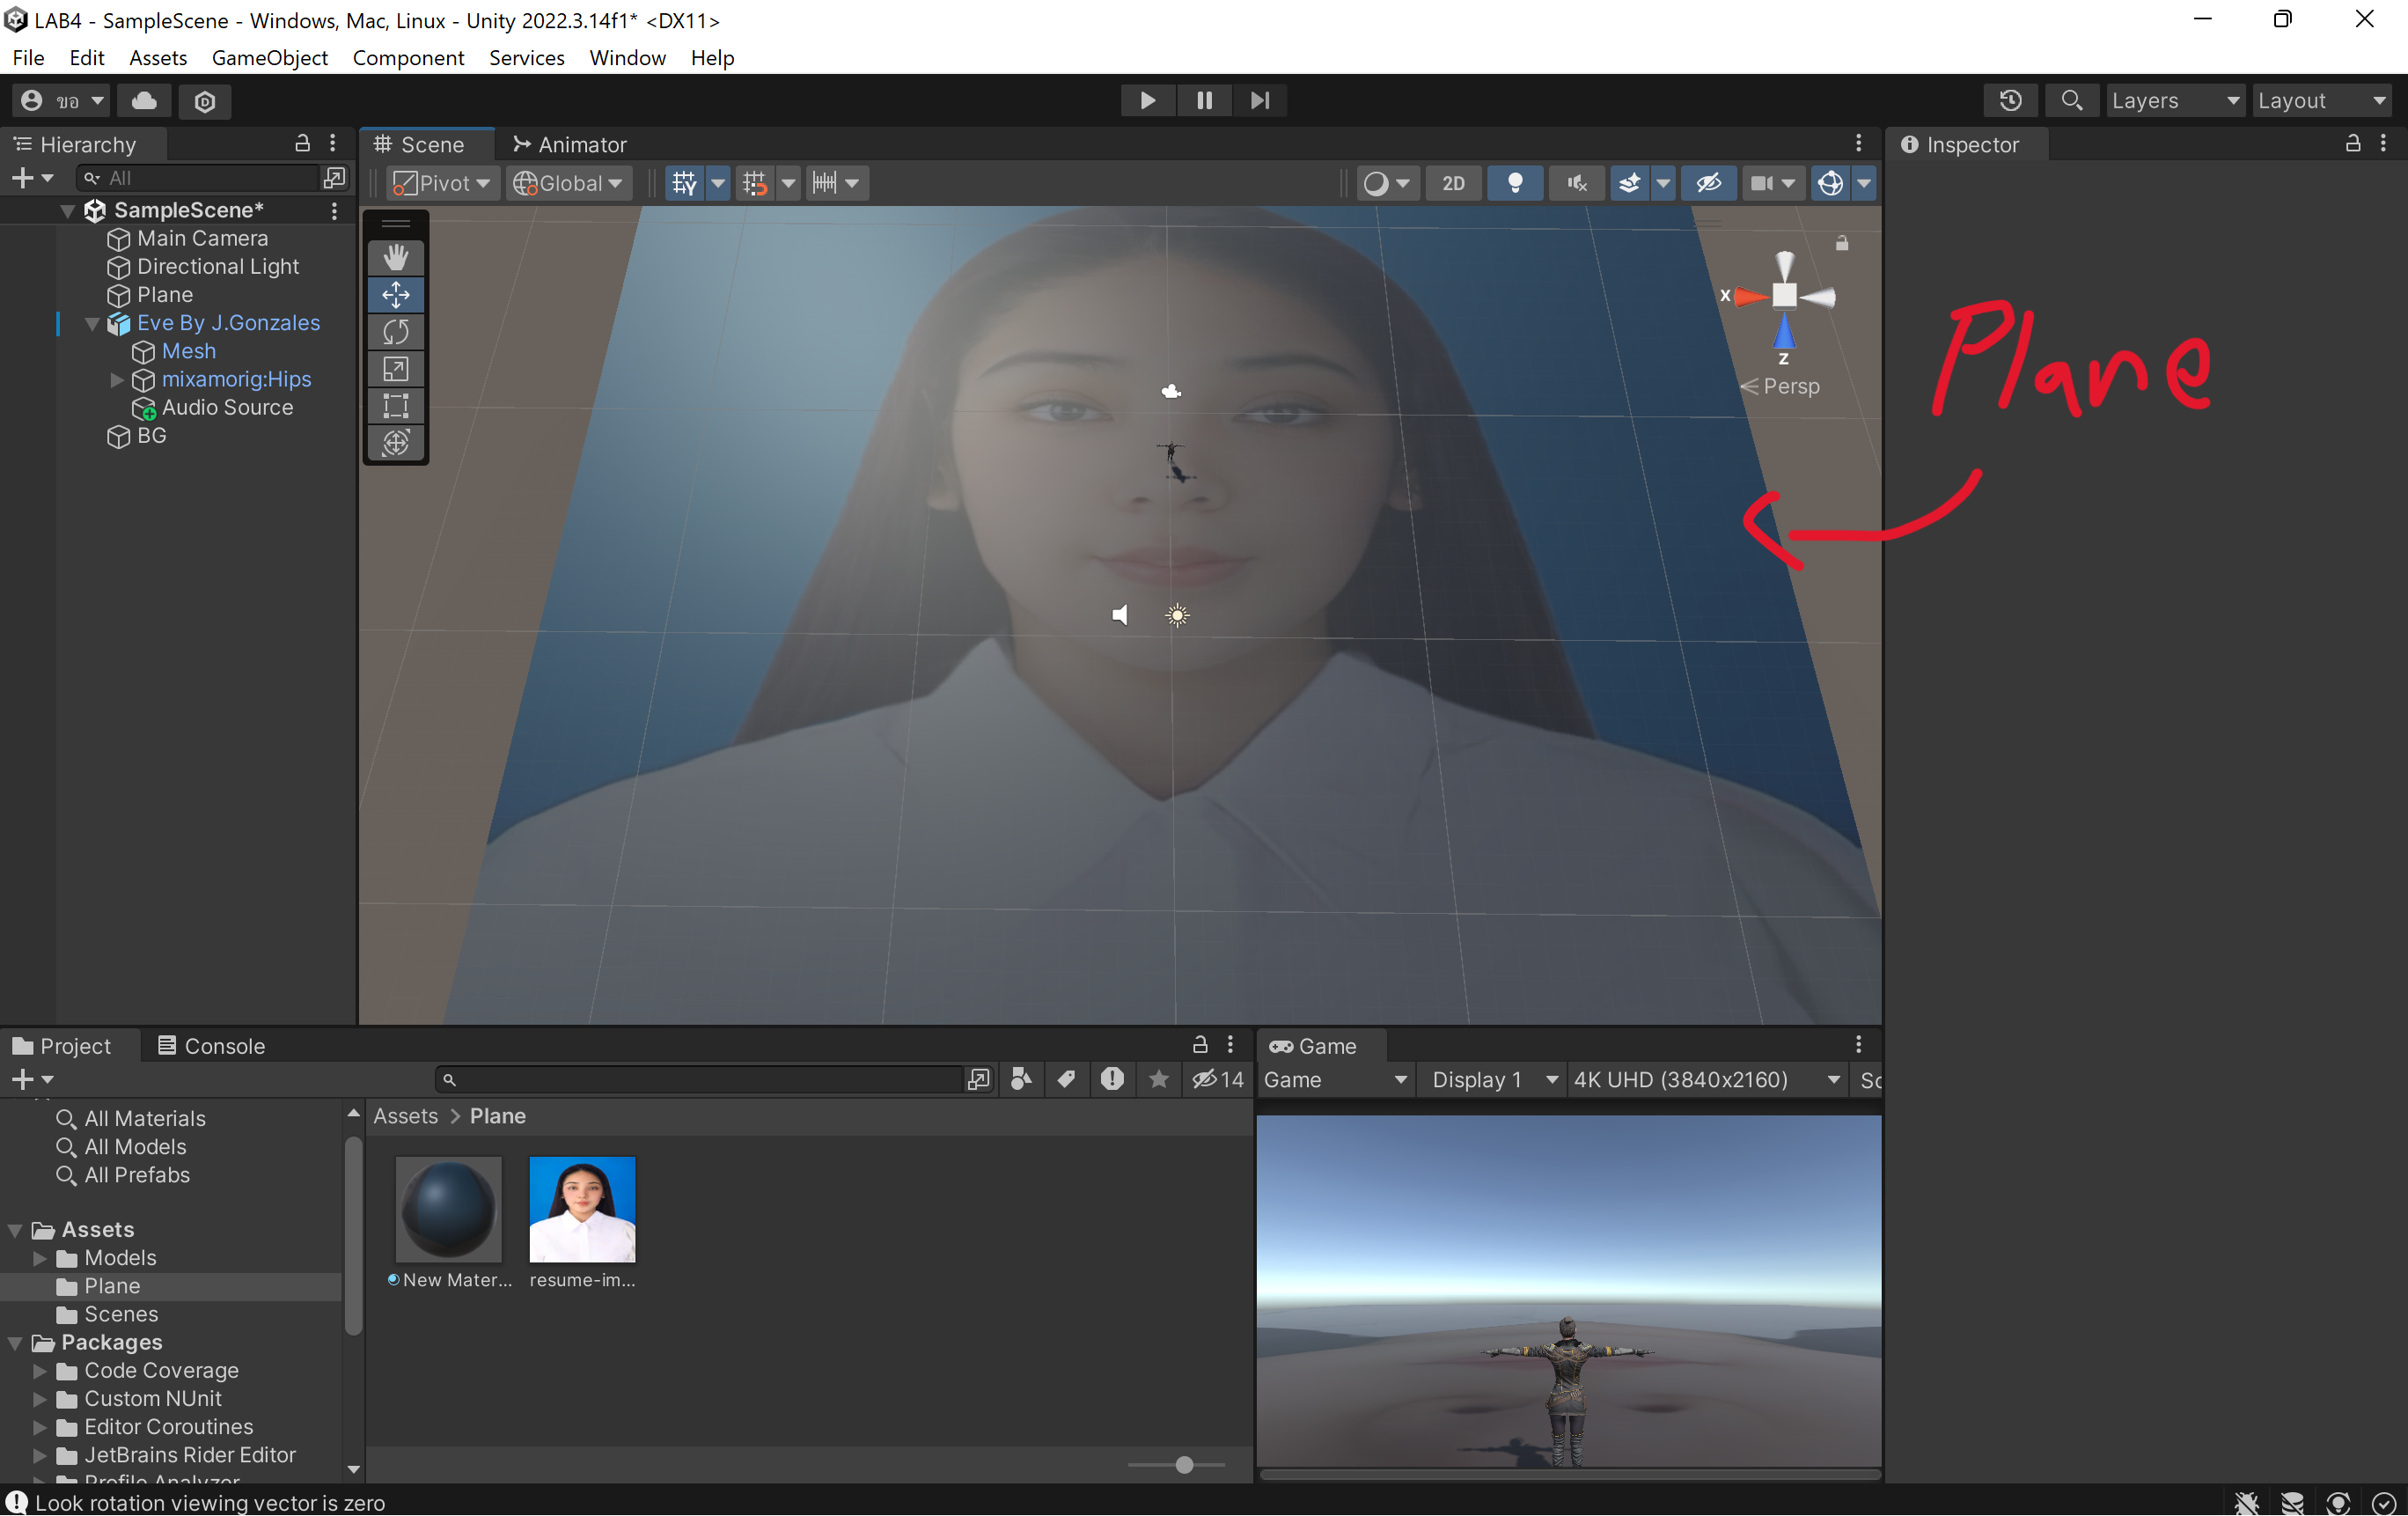 LAB4 - SampleScene - Windows, Mac, Linux - Unity 2022.3.14f1* <DX11>
File Edit Assets GameObject Component Services Window Help
ขอ
Layers
Layout
Hierarchy
Scene
Animator
Inspector
All
Pivot
Global
2D
SampleScene*
Main Camera
Directional Light
Plane
Eve By J.Gonzales
Mesh
mixamorig:Hips
Audio Source
BG
x
z
Persp
Plane
Project
Console
14
Game
Game
Display 1
4K UHD (3840x2160)
Sc
All Materials
All Models
All Prefabs
Assets
Models
Plane
Scenes
Packages
Code Coverage
Custom NUnit
Editor Coroutines
JetBrains Rider Editor
Profile Analyzer
Assets > Plane
New Mater...
resume-im...
Look rotation viewing vector is zero